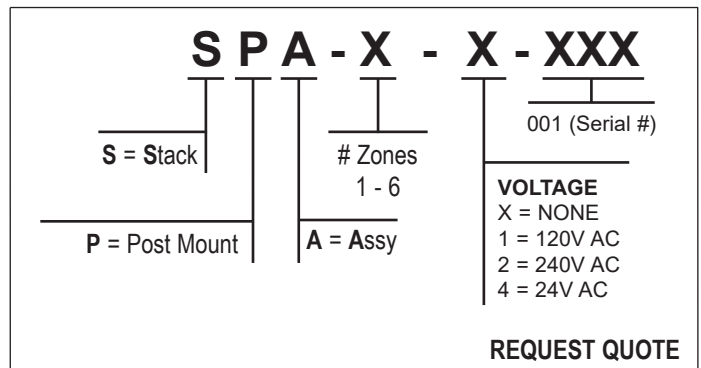 S P A - X - X - XXX
001 (Serial #)
S = Stack
# Zones
1 - 6
P = Post Mount
A = Assy
VOLTAGE
X = NONE
1 = 120V AC
2 = 240V AC
4 = 24V AC
REQUEST QUOTE